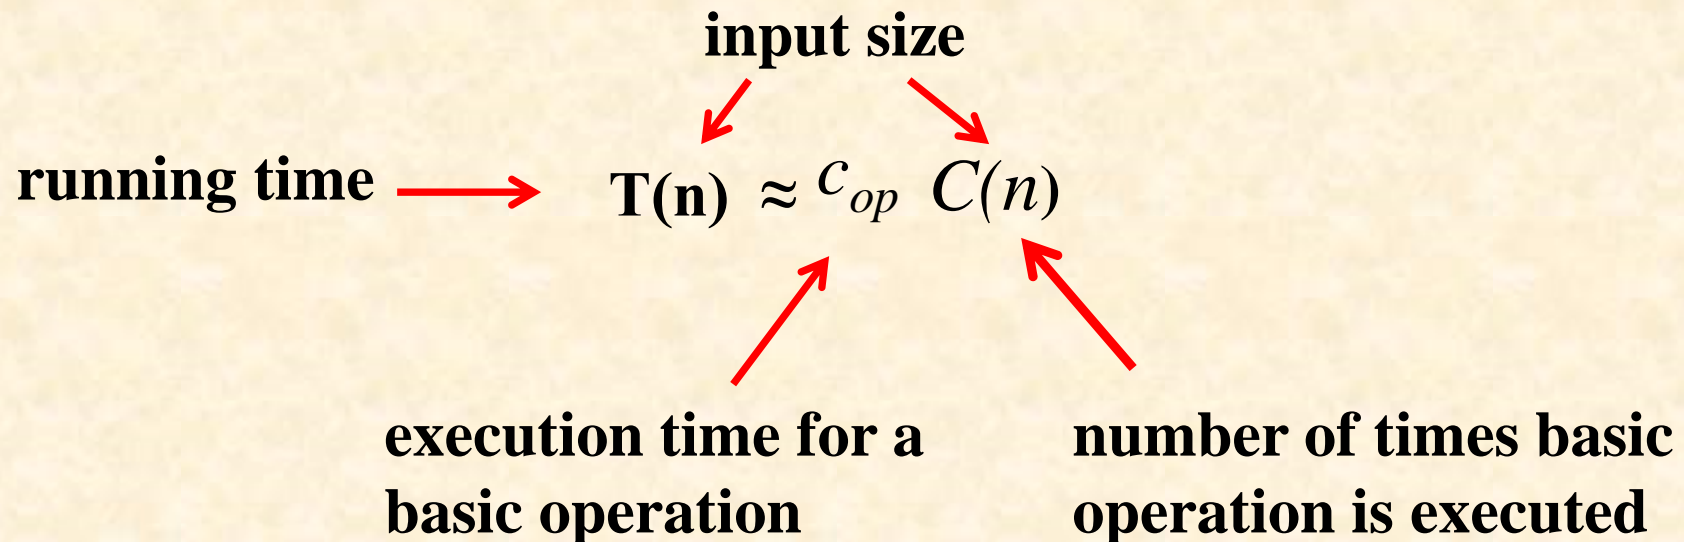 input size
running time
T(n) ≈ c_op C(n)
execution time for a
basic operation
number of times basic
operation is executed